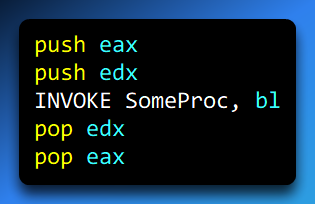 push eax
push edx
INVOKE SomeProc, bl
pop edx
pop eax